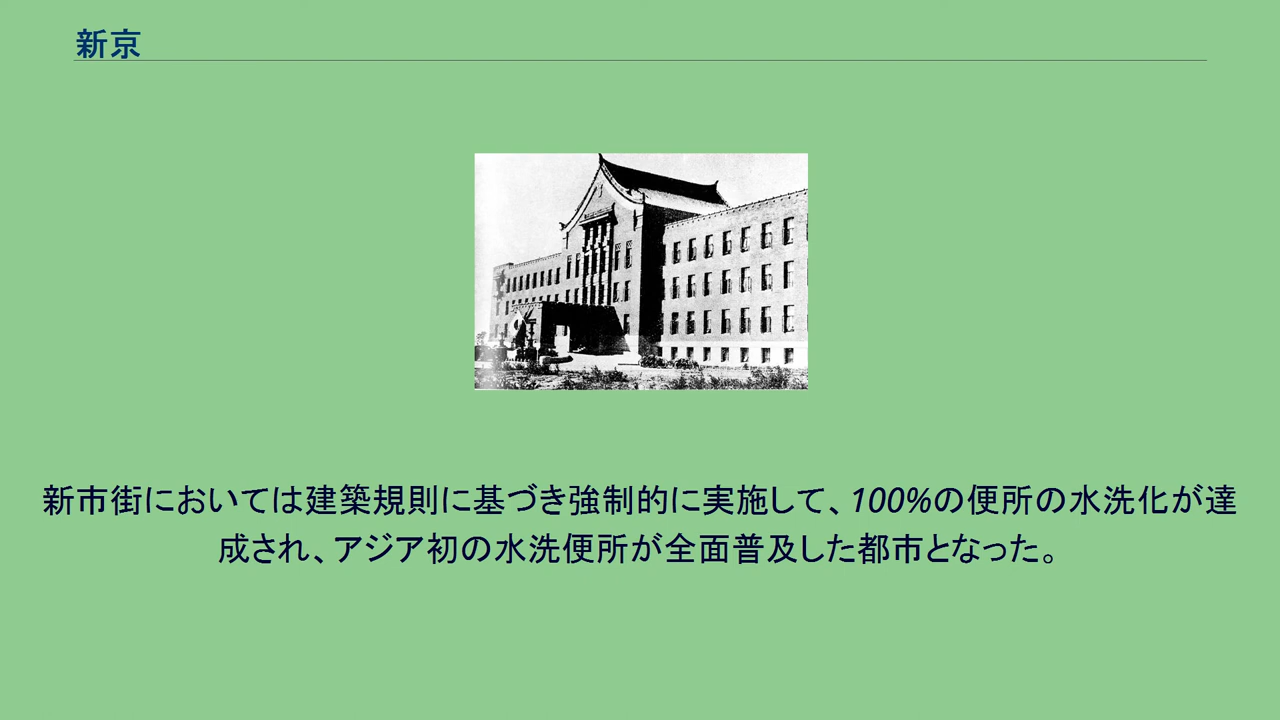 新京
新市街においては建築規則に基づき強制的に実施して、100%の便所の水洗化が達
成され、アジア初の水洗便所が全面普及した都市となった。